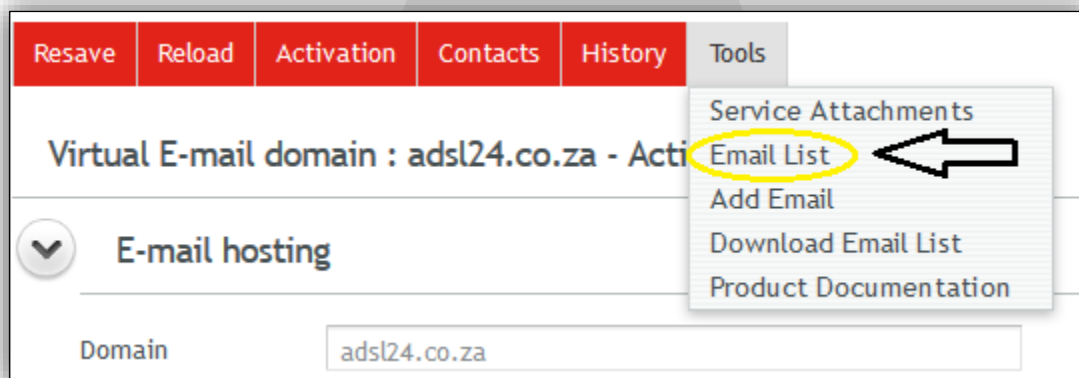 Resave Reload Activation Contacts History Tools
Service Attachments
Virtual E-mail domain : adsl24.co.za - Acti
Email List
Add Email
E-mail hosting
Download Email List
Product Documentation
Domain adsl24.co.za